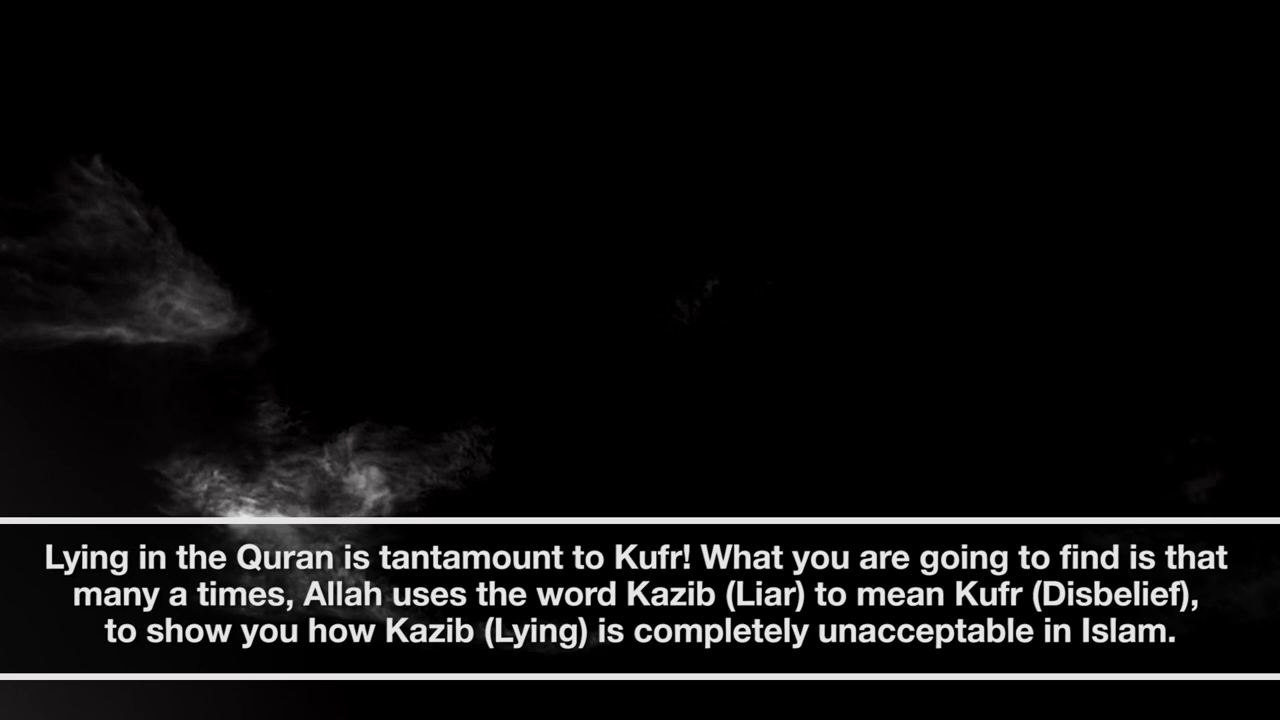 Lying in the Quran is tantamount to Kufr! What you are going to find is that
many a times, Allah uses the word Kazib (Liar) to mean Kufr (Disbelief),
to show you how Kazib (Lying) is completely unacceptable in Islam.